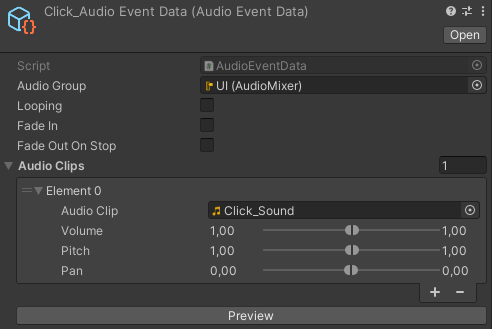 Click_Audio Event Data (Audio Event Data)
Open
Script AudioEventData
Audio Group UI (AudioMixer)
Looping
Fade In
Fade Out On Stop
Audio Clips 1
Element 0
Audio Clip Click_Sound
Volume 1,00 1,00
Pitch 1,00 1,00
Pan 0,00 0,00
Preview